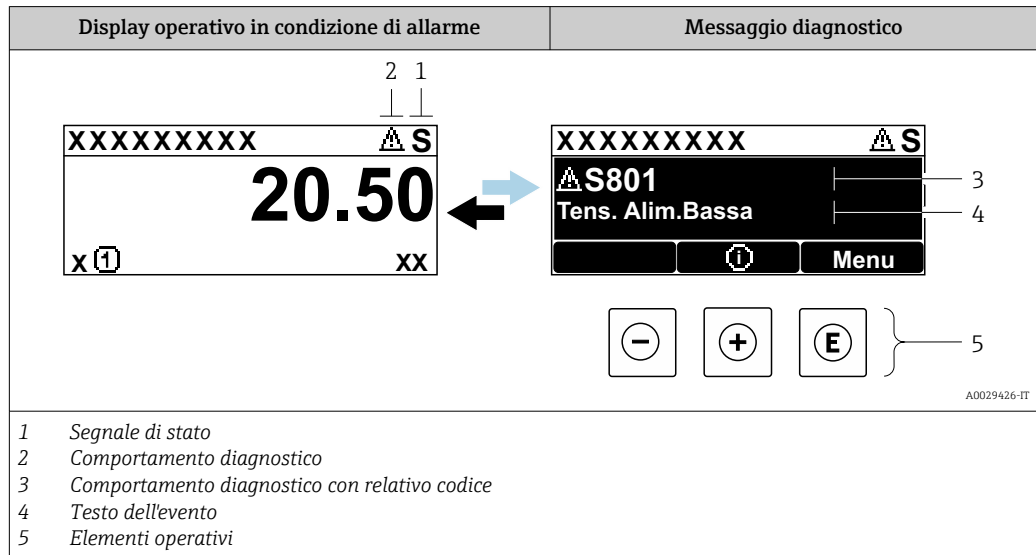 Display operativo in condizione di allarme
Messaggio diagnostico
2 1
XXXXXXXXX ⚠ S
20.50
x 1 xx
XXXXXXXXX ⚠ S
⚠ S801
Tens. Alim.Bassa
i Menu
3
4
- + E
5
A0029426-IT
1 Segnale di stato
2 Comportamento diagnostico
3 Comportamento diagnostico con relativo codice
4 Testo dell'evento
5 Elementi operativi